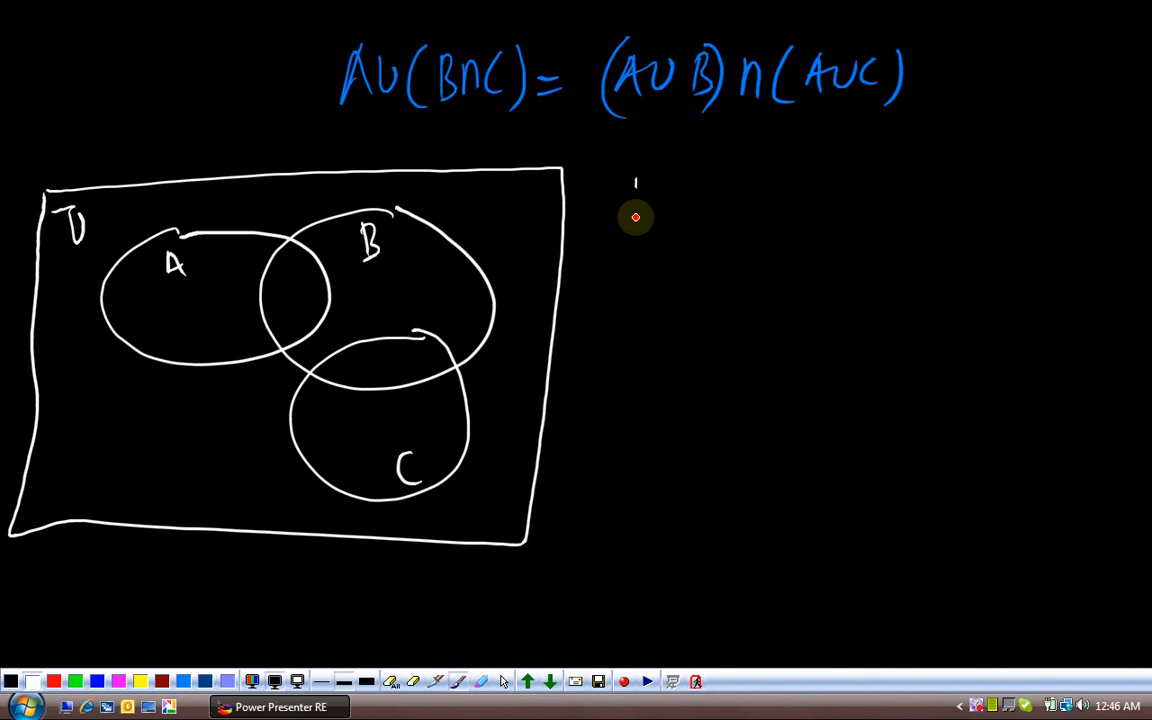 A∪(B∩C)= (A∪B)∩(A∪C)
U
A
B
C
Power Presenter RE
12:46 AM